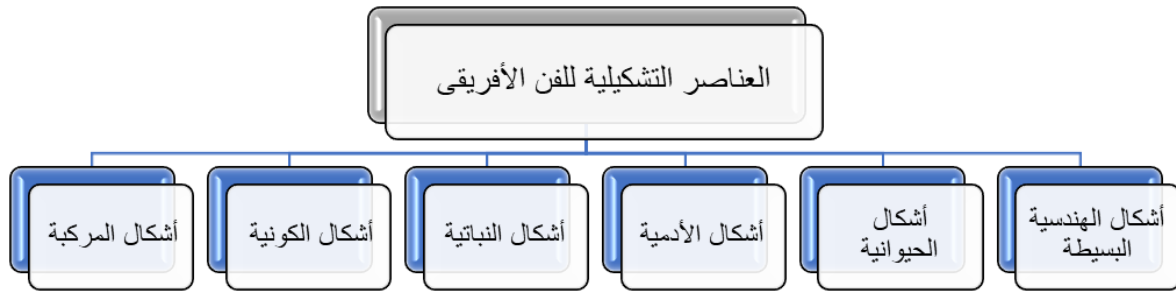 العناصر التشكيلية للفن الأفريقى
أشكال الهندسية
البسيطة
أشكال
الحيوانية
أشكال الأدمية
أشكال النباتية
أشكال الكونية
أشكال المركبة